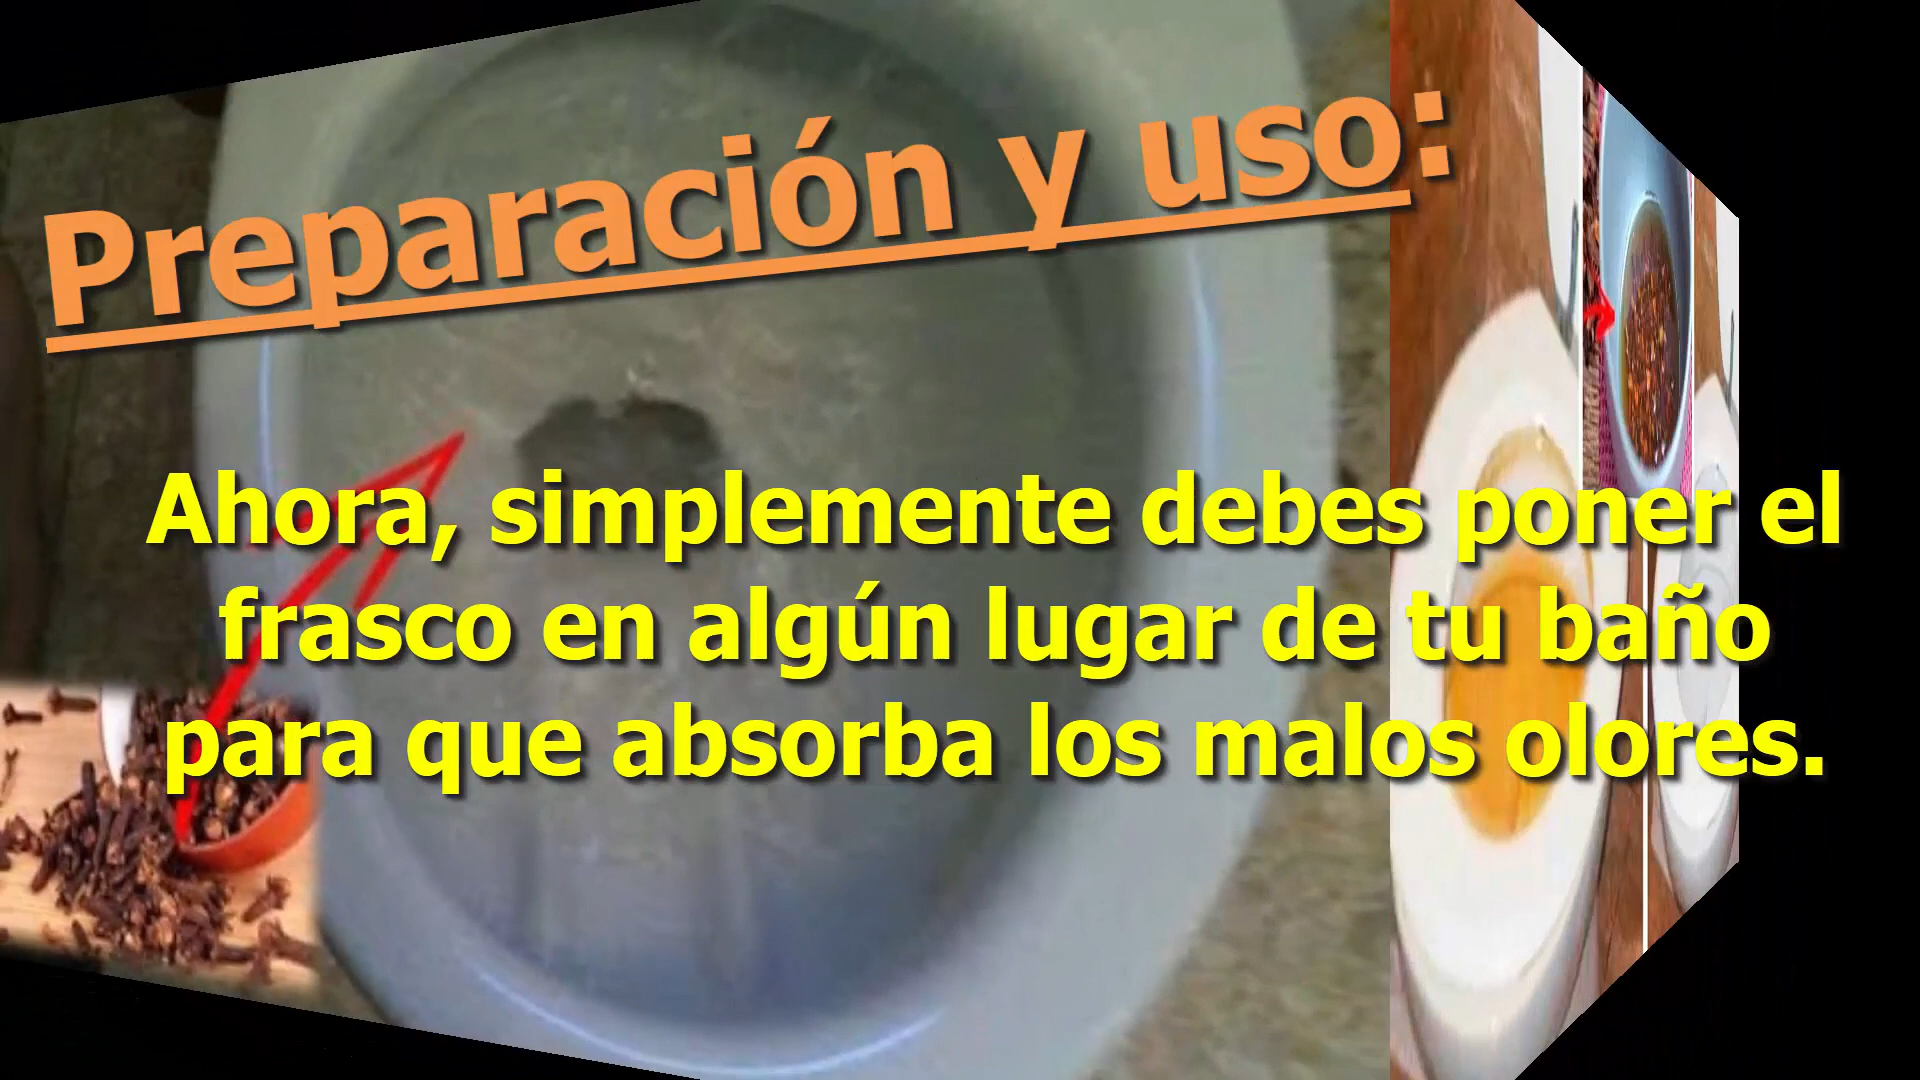 Preparación y uso:
Ahora, simplemente debes poner el
frasco en algún lugar de tu baño
para que absorba los malos olores.